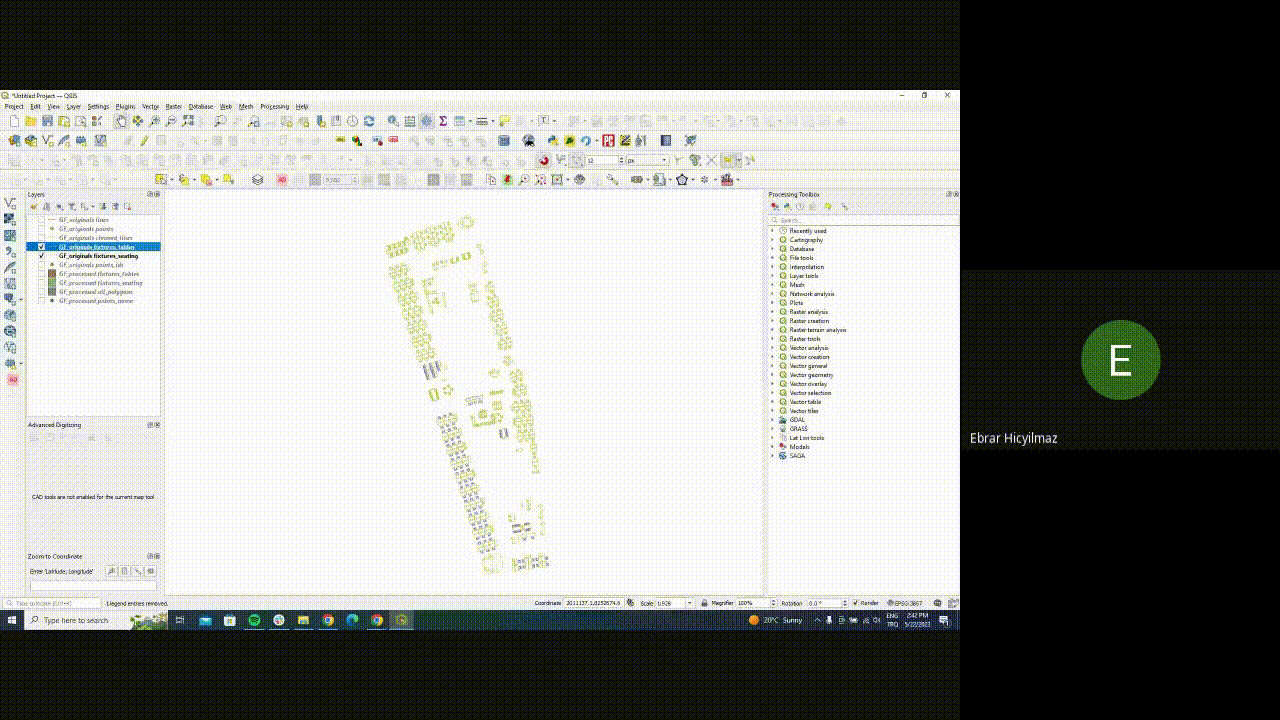 *Untitled Project — QGIS
Project Edit View Layer Settings Plugins Vector Raster Database Web Mesh Processing Help
12 px
Layers
GF_originals lines
GF_originals points
GF_originals cleaned_lines
GF_originals fixtures_tables
GF_originals fixtures_seating
GF_originals points_ids
GF_processed fixtures_tables
GF_processed fixtures_seating
GF_processed all_polygons
GF_processed points_name
Advanced Digitizing
CAD tools are not enabled for the current map tool
Zoom to Coordinate
Enter 'Latitude, Longitude'
Processing Toolbox
Search...
Recently used
Cartography
Database
File tools
Interpolation
Layer tools
Mesh
Network analysis
Plots
Raster analysis
Raster creation
Raster terrain analysis
Raster tools
Vector analysis
Vector creation
Vector general
Vector geometry
Vector overlay
Vector selection
Vector table
Vector tiles
GDAL
GRASS
Lat Lon tools
Models
SAGA
Type to locate (Ctrl+K)
1 legend entries removed.
Coordinate
Scale 1:928
Magnifier 100%
Rotation 0.0 °
Render
EPSG:3857
Type here to search
20°C Sunny
ENG
TRQ
2:42 PM
5/22/2023
E
Ebrar Hicyilmaz